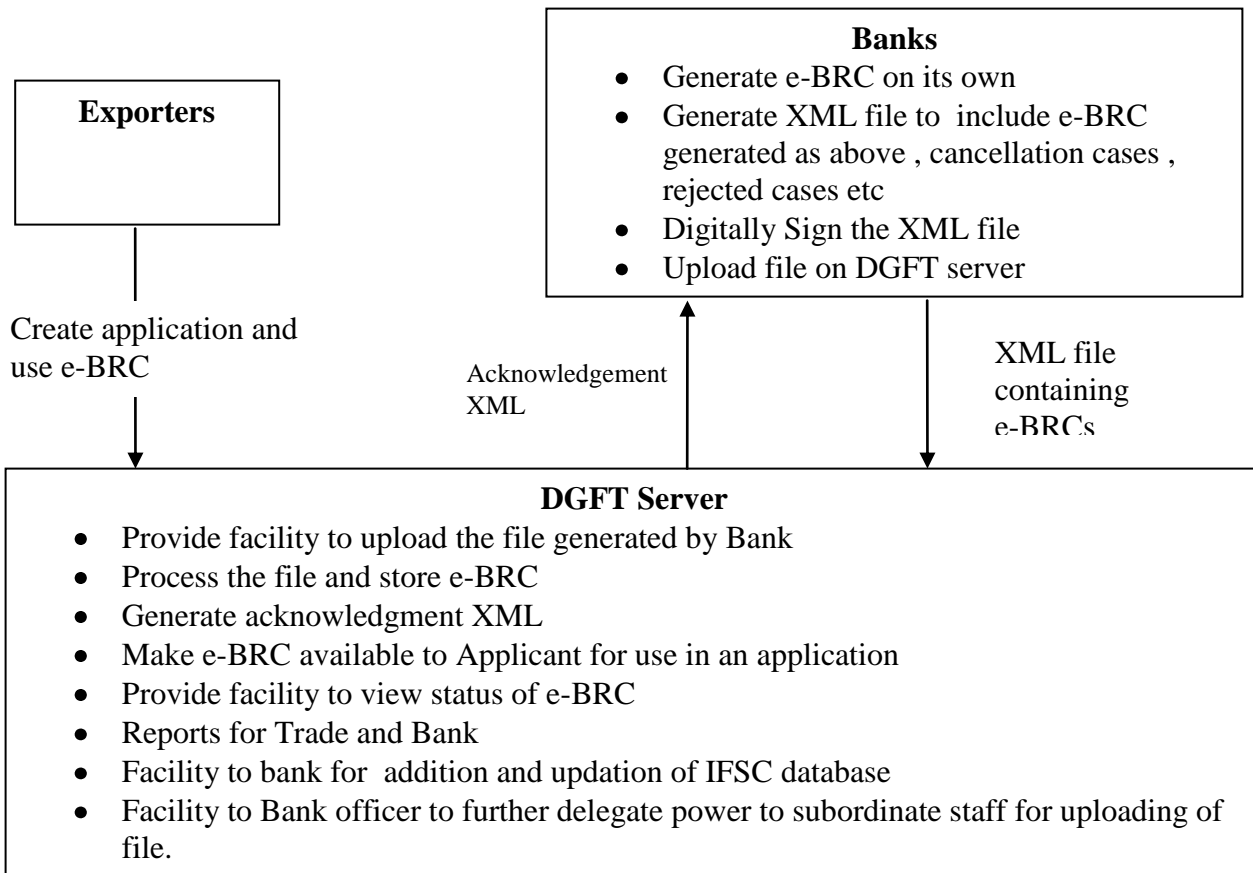 Exporters
Banks
• Generate e-BRC on its own
• Generate XML file to include e-BRC
generated as above , cancellation cases ,
rejected cases etc
• Digitally Sign the XML file
• Upload file on DGFT server
Create application and
use e-BRC
Acknowledgement
XML
XML file
containing
e-BRCs
DGFT Server
• Provide facility to upload the file generated by Bank
• Process the file and store e-BRC
• Generate acknowledgment XML
• Make e-BRC available to Applicant for use in an application
• Provide facility to view status of e-BRC
• Reports for Trade and Bank
• Facility to bank for addition and updation of IFSC database
• Facility to Bank officer to further delegate power to subordinate staff for uploading of
file.